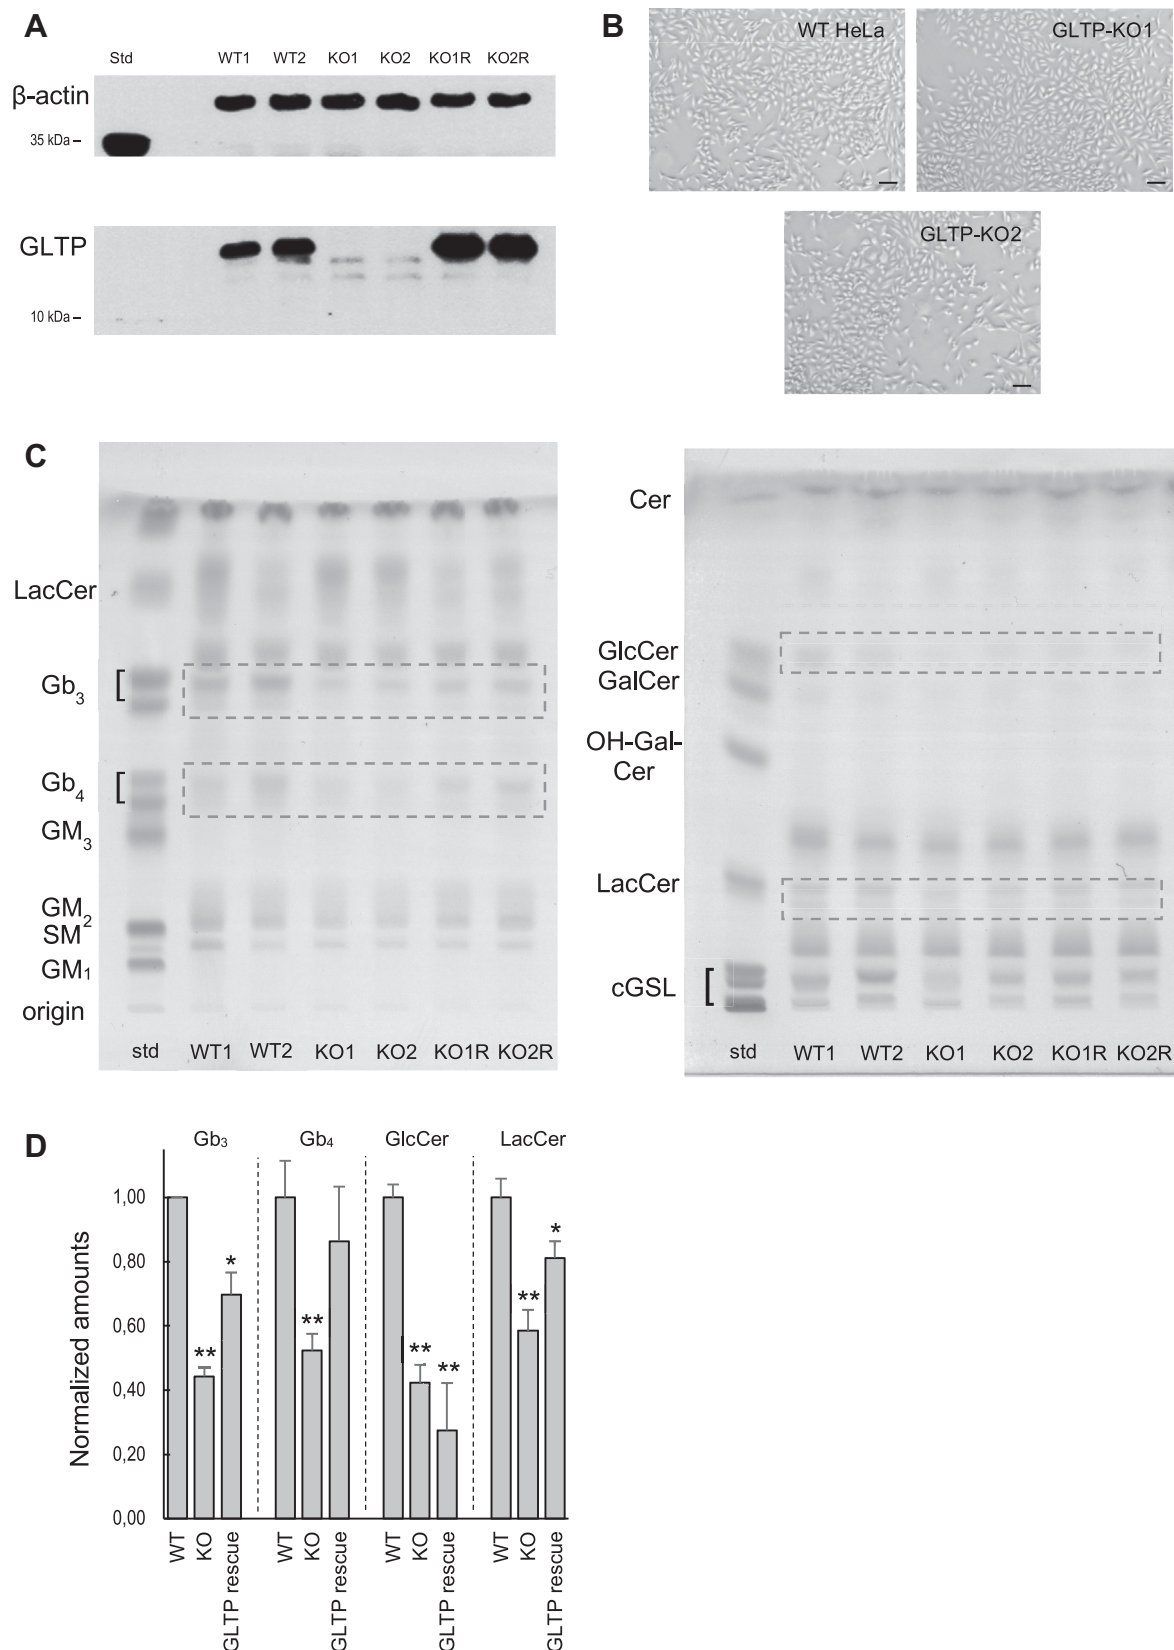 A
Std WT1 WT2 KO1 KO2 KO1R KO2R
β-actin
35 kDa –
GLTP
10 kDa –
B
WT HeLa
GLTP-KO1
GLTP-KO2
C
LacCer
Gb3
Gb4
GM3
GM2
SM
GM1
origin
std WT1 WT2 KO1 KO2 KO1R KO2R
Cer
GlcCer
GalCer
OH-Gal-
Cer
LacCer
cGSL
std WT1 WT2 KO1 KO2 KO1R KO2R
D
Gb3 Gb4 GlcCer LacCer
Normalized amounts
1,00
0,80
0,60
0,40
0,20
0,00
** *
**
** **
** *
WT KO GLTP rescue WT KO GLTP rescue WT KO GLTP rescue WT KO GLTP rescue